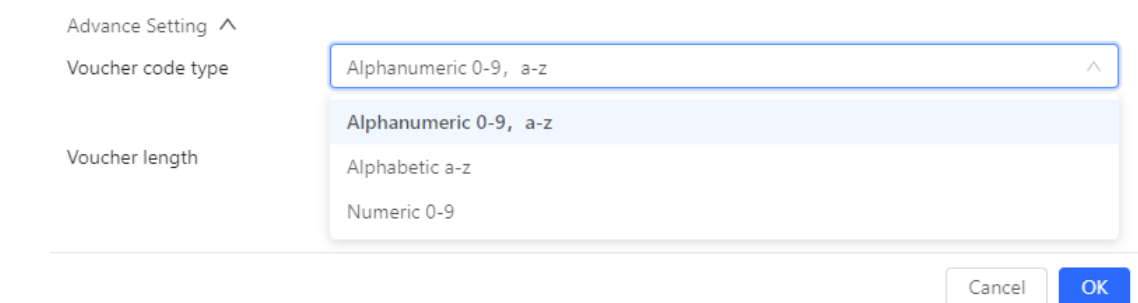 Advance Setting
Voucher code type
Alphanumeric 0-9，a-z
Alphanumeric 0-9，a-z
Voucher length
Alphabetic a-z
Numeric 0-9
Cancel
OK